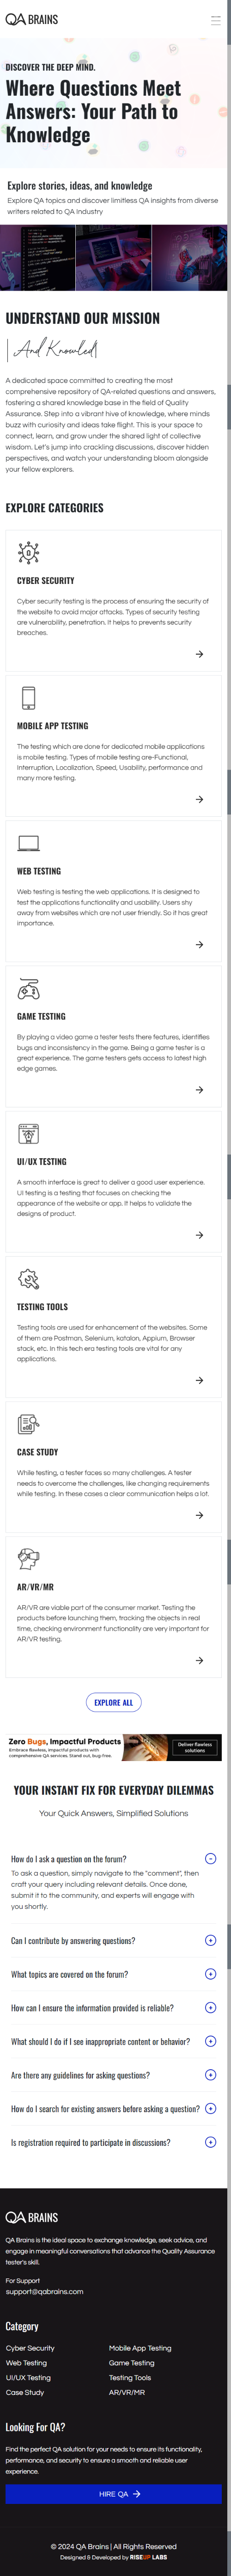 QA BRAINS
DISCOVER THE DEEP MIND.
Where Questions Meet
Answers: Your Path to
Knowledge
Explore stories, ideas, and knowledge
Explore QA topics and discover limitless QA insights from diverse
writers related to QA industry
UNDERSTAND OUR MISSION
And Knowled
A dedicated space committed to creating the most
comprehensive repository of QA-related questions and answers,
fostering a shared knowledge base in the field of Quality
Assurance. Step into a vibrant hive of knowledge, where minds
buzz with curiosity and ideas take flight. This is your space to
connect, learn, and grow under the shared light of collective
wisdom. Let's jump into cracking discussions, discover hidden
perspectives, and watch your understanding bloom alongside
your fellow explorers.
EXPLORE CATEGORIES
CYBER SECURITY
Cyber security testing is the process of ensuring the security of
the website to avoid major attacks. Types of security testing
are vulnerability, penetration. It helps to prevents security
breaches.
MOBILE APP TESTING
The testing which are done for dedicated mobile applications
is mobile testing. Types of mobile testing are-Functional,
Interruption, Localization, Speed, Usability, performance and
many more testing.
WEB TESTING
Web testing is testing the web applications. It is designed to
test the applications functionality and usability. Users shy
away from websites which are not user friendly. So it has great
importance.
GAME TESTING
By playing a video game a tester tests their features, identifies
bugs and inconsistency in the game. Being a game tester is a
great experience. The game testers gets access to latest high
edge games.
UI/UX TESTING
A smooth interface is great to deliver a good user experience.
UI testing is a testing that focuses on checking the
appearance of the website or app. It helps to validate the
designs of product.
TESTING TOOLS
Testing tools are used for enhancement of the websites. Some
of them are Postman, Selenium, katalon, Appium, Browser
stack, etc. In this tech era testing tools are vital for any
applications.
CASE STUDY
While testing, a tester faces so many challenges. A tester
needs to overcome the challenges, like changing requirements
while testing. In these cases a clear communication helps a lot.
AR/VR/MR
AR/VR are viable part of the consumer market. Testing the
products before launching them, tracking the objects in real
time, checking environment functionality are very important for
AR/VR testing.
EXPLORE ALL
Zero Bugs, Impactful Products
Embrace flawless, impactful products with
comprehensive QA services. Stand out, bug-free.
Deliver flawless
solutions
YOUR INSTANT FIX FOR EVERYDAY DILEMMAS
Your Quick Answers, Simplified Solutions
How do I ask a question on the forum?
To ask a question, simply navigate to the "comment", then
craft your query including relevant details. Once done,
submit it to the community, and experts will engage with
you shortly.
Can I contribute by answering questions?
What topics are covered on the forum?
How can I ensure the information provided is reliable?
What should I do if I see inappropriate content or behavior?
Are there any guidelines for asking questions?
How do I search for existing answers before asking a question?
Is registration required to participate in discussions?
QA BRAINS
QA Brains is the ideal space to exchange knowledge, seek advice, and
engage in meaningful conversations that advance the Quality Assurance
tester's skill.
For Support
support@qabrains.com
Category
Cyber Security
Mobile App Testing
Web Testing
Game Testing
UI/UX Testing
Testing Tools
Case Study
AR/VR/MR
Looking For QA?
Find the perfect QA solution for your needs to ensure its functionality,
performance, and security to ensure a smooth and reliable user
experience.
HIRE QA
© 2024 QA Brains | All Rights Reserved
Designed & Developed by RISEUP LABS